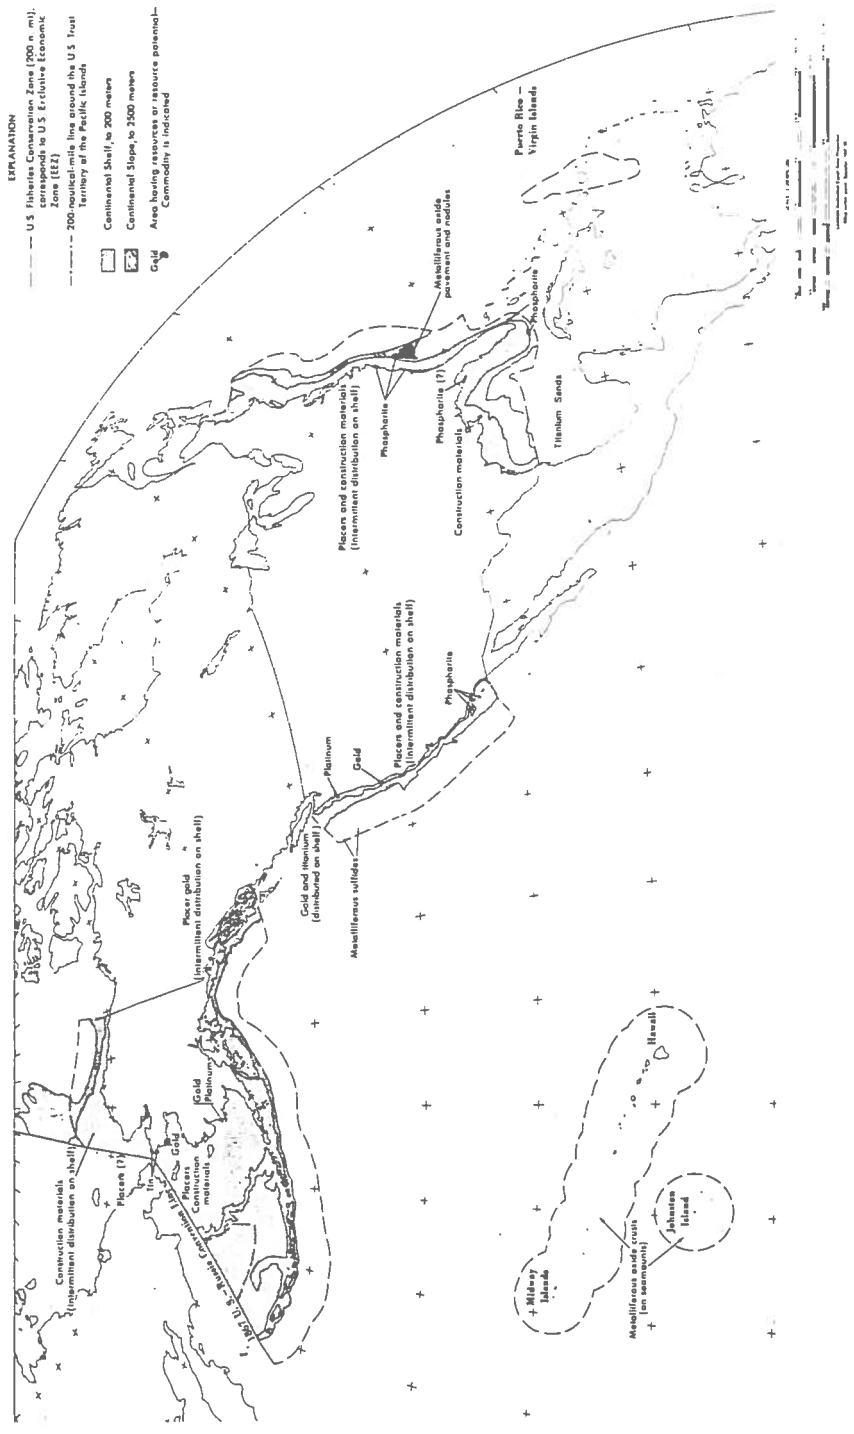 EXPLANATION
U.S. Fisheries Conservation Zone (200 n. mi).
corresponds to U.S. Exclusive Economic
Zone (EEZ)
200-nautical-mile line around the U.S. Trust
Territory of the Pacific Islands
Continental Shelf, to 200 meters
Continental Slope, to 2500 meters
Gold
Area having resources or resource potential—
Commodity is indicated
Construction materials
(Intermittent distribution on shelf)
Placers (?)
Tin
Gold
Placers
Construction
materials
1867 U.S.—Russia Convention Line
Gold
Platinum
Placer gold
(Intermittent distribution on shelf)
Gold and titanium
(distributed on shelf)
Metalliferous sulfides
Platinum
Gold
Placers and construction materials
(Intermittent distribution on shelf)
Phosphorite
Placers and construction materials
(Intermittent distribution on shelf)
Phosphorite
Phosphorite (?)
Construction materials
Metalliferous oxide
pavement and nodules
Phosphorite
Titanium Sands
Puerto Rico —
Virgin Islands
Midway
Islands
Metalliferous oxide crusts
(on seamounts)
Johnston
Island
Hawaii